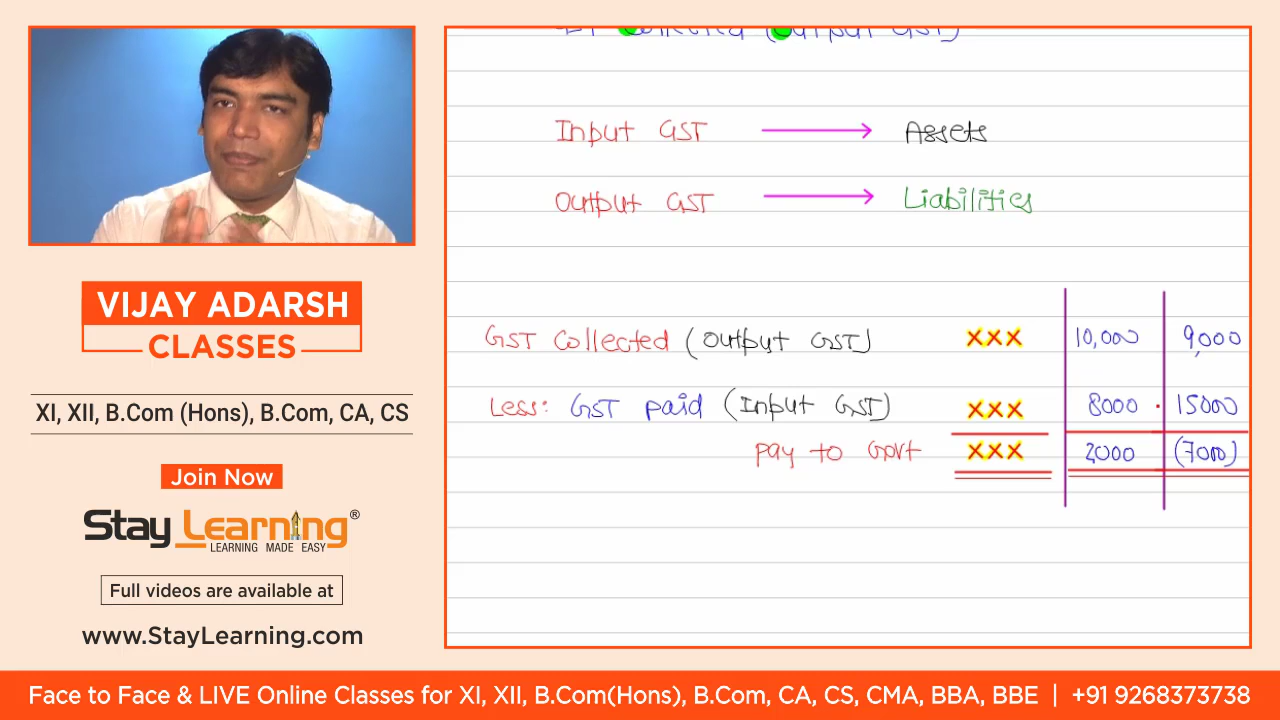 Collected (Output GST)
Input GST → Assets
Output GST → Liabilities
GST Collected (Output GST) XXX 10,000 9,000
Less: GST paid (Input GST) XXX 8000 15000
Pay to Govt XXX 2000 (7000)
VIJAY ADARSH
CLASSES
XI, XII, B.Com (Hons), B.Com, CA, CS
Join Now
Stay Learning®
LEARNING MADE EASY
Full videos are available at
www.StayLearning.com
Face to Face & LIVE Online Classes for XI, XII, B.Com(Hons), B.Com, CA, CS, CMA, BBA, BBE | +91 9268373738